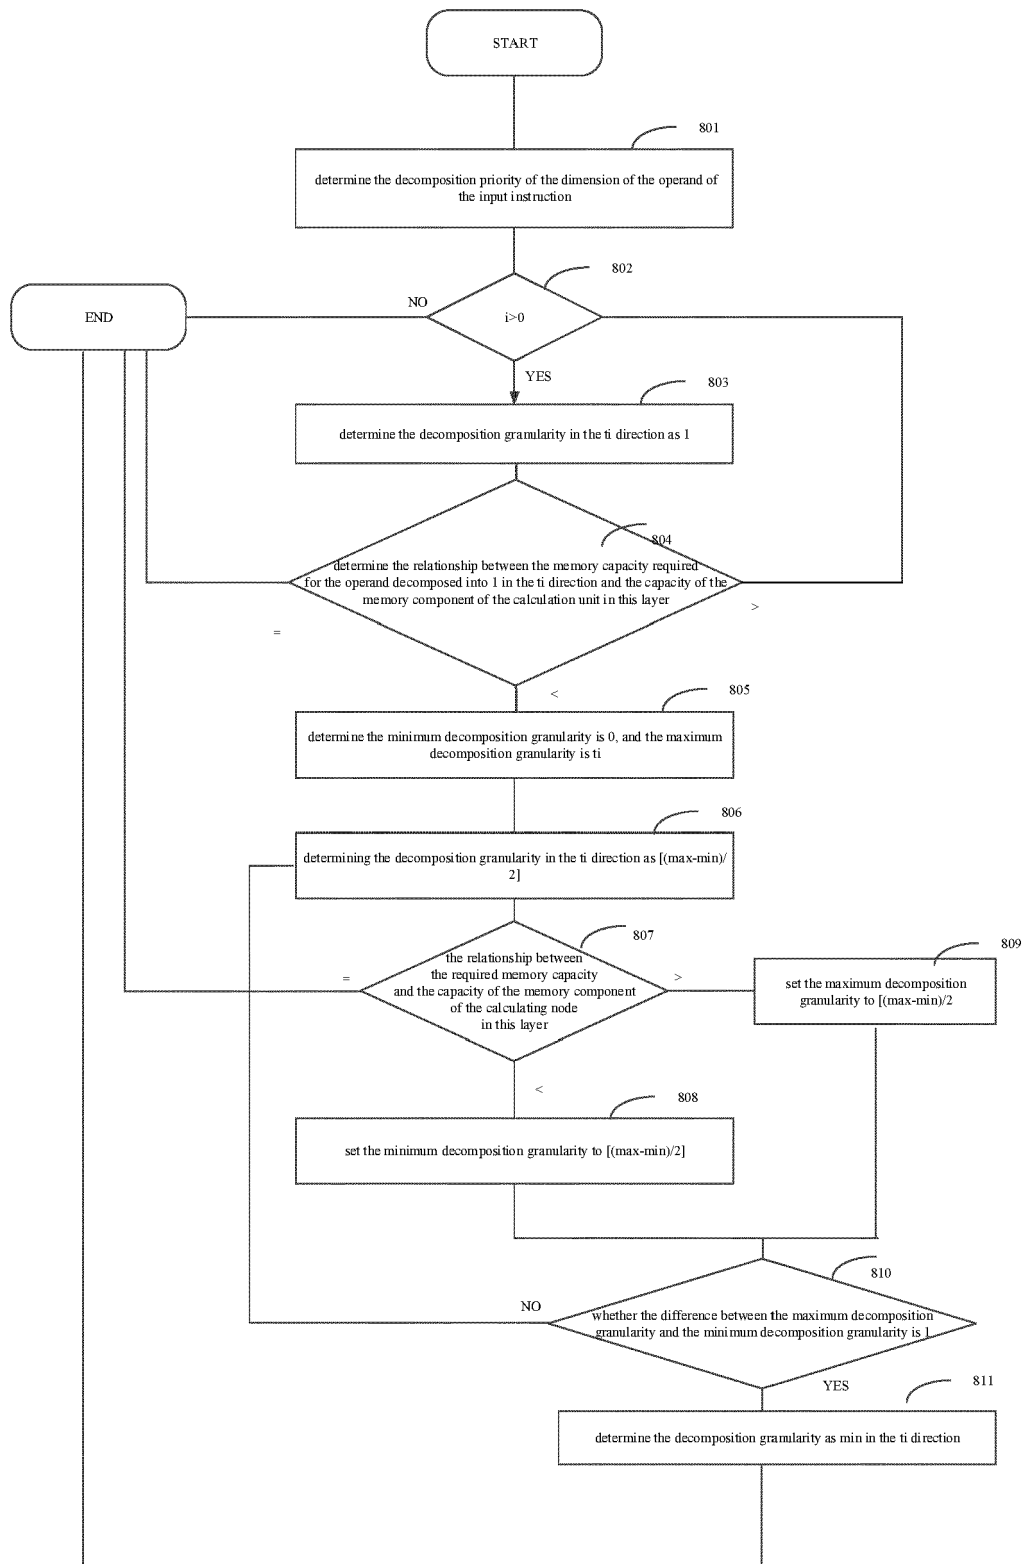 START
801
determine the decomposition priority of the dimension of the operand of
the input instruction
802
END
NO
i>0
YES
803
determine the decomposition granularity in the ti direction as 1
804
determine the relationship between the memory capacity required
for the operand decomposed into 1 in the ti direction and the capacity of the
memory component of the calculation unit in this layer
>
=
<
805
determine the minimum decomposition granularity is 0, and the maximum
decomposition granularity is ti
806
determining the decomposition granularity in the ti direction as [(max-min)/
2]
807
809
the relationship between
the required memory capacity
and the capacity of the memory component
of the calculating node
in this layer
=
>
set the maximum decomposition
granularity to [(max-min)/2
<
808
set the minimum decomposition granularity to [(max-min)/2]
810
NO
whether the difference between the maximum decomposition
granularity and the minimum decomposition granularity is 1
YES
811
determine the decomposition granularity as min in the ti direction